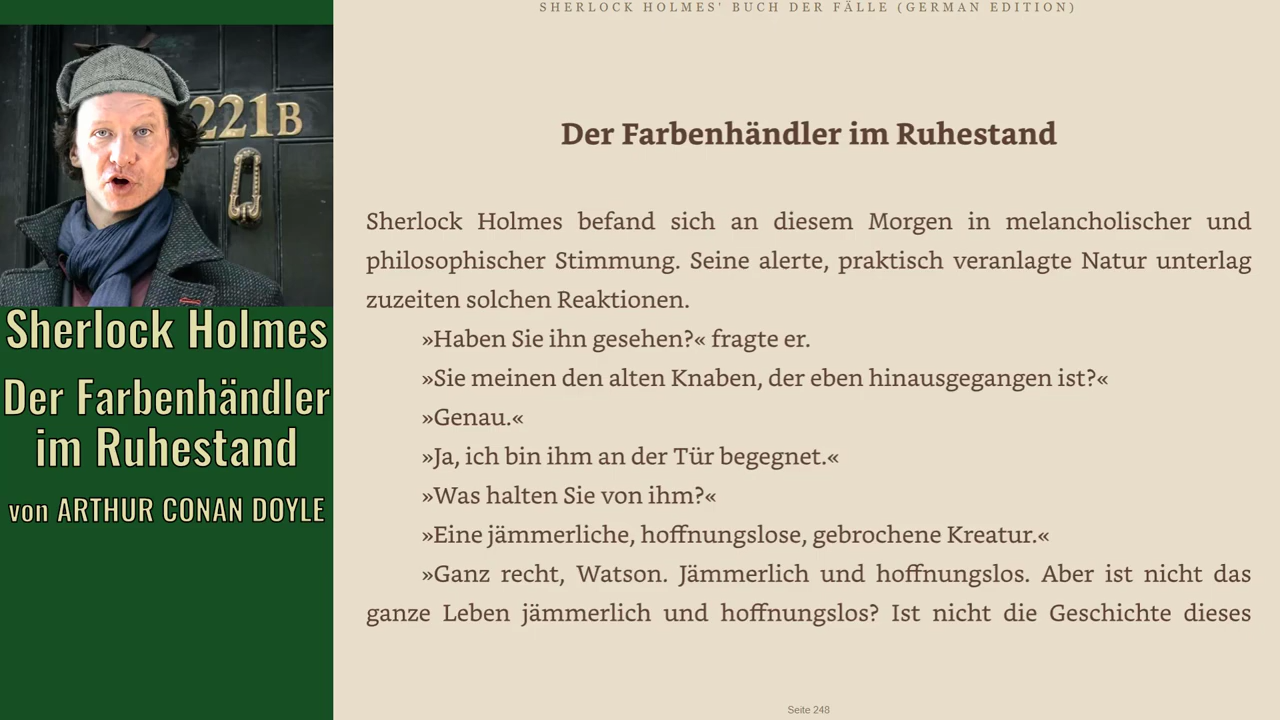 SHERLOCK HOLMES' BUCH DER FÄLLE (GERMAN EDITION)
221B
Sherlock Holmes
Der Farbenhändler
im Ruhestand
von ARTHUR CONAN DOYLE
Der Farbenhändler im Ruhestand
Sherlock Holmes befand sich an diesem Morgen in melancholischer und
philosophischer Stimmung. Seine alerte, praktisch veranlagte Natur unterlag
zuzeiten solchen Reaktionen.
»Haben Sie ihn gesehen?« fragte er.
»Sie meinen den alten Knaben, der eben hinausgegangen ist?«
»Genau.«
»Ja, ich bin ihm an der Tür begegnet.«
»Was halten Sie von ihm?«
»Eine jämmerliche, hoffnungslose, gebrochene Kreatur.«
»Ganz recht, Watson. Jämmerlich und hoffnungslos. Aber ist nicht das
ganze Leben jämmerlich und hoffnungslos? Ist nicht die Geschichte dieses
Seite 248